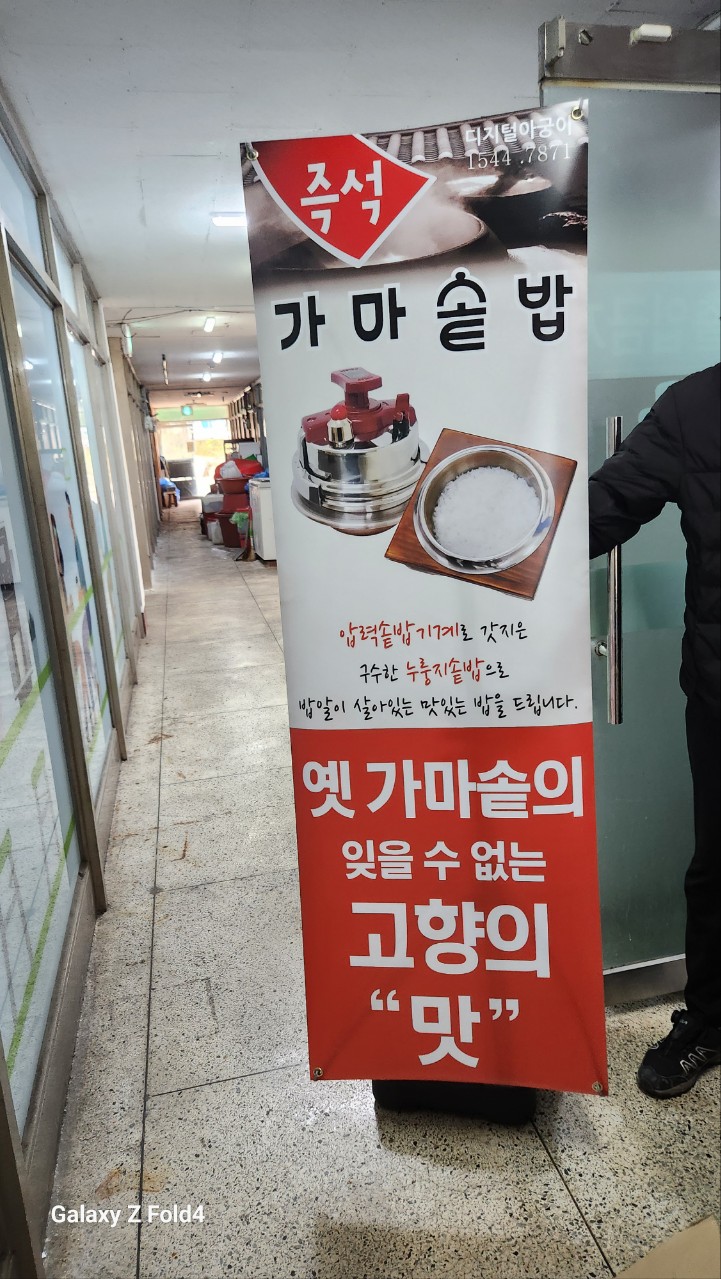 디지털아궁이
1544 .7871
즉석
가마솥밥
압력솥밥기계로 갓지은
구수한 누룽지솥밥으로
밥알이 살아있는 맛있는 밥을 드립니다.
옛 가마솥의
잊을 수 없는
고향의
“맛”
Galaxy Z Fold4